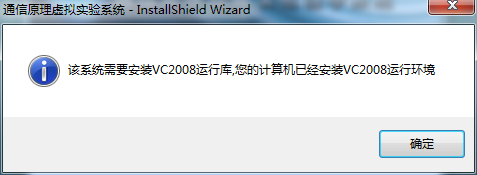 通信原理虚拟实验系统 - InstallShield Wizard
该系统需要安装VC2008运行库,您的计算机已经安装VC2008运行环境
确定